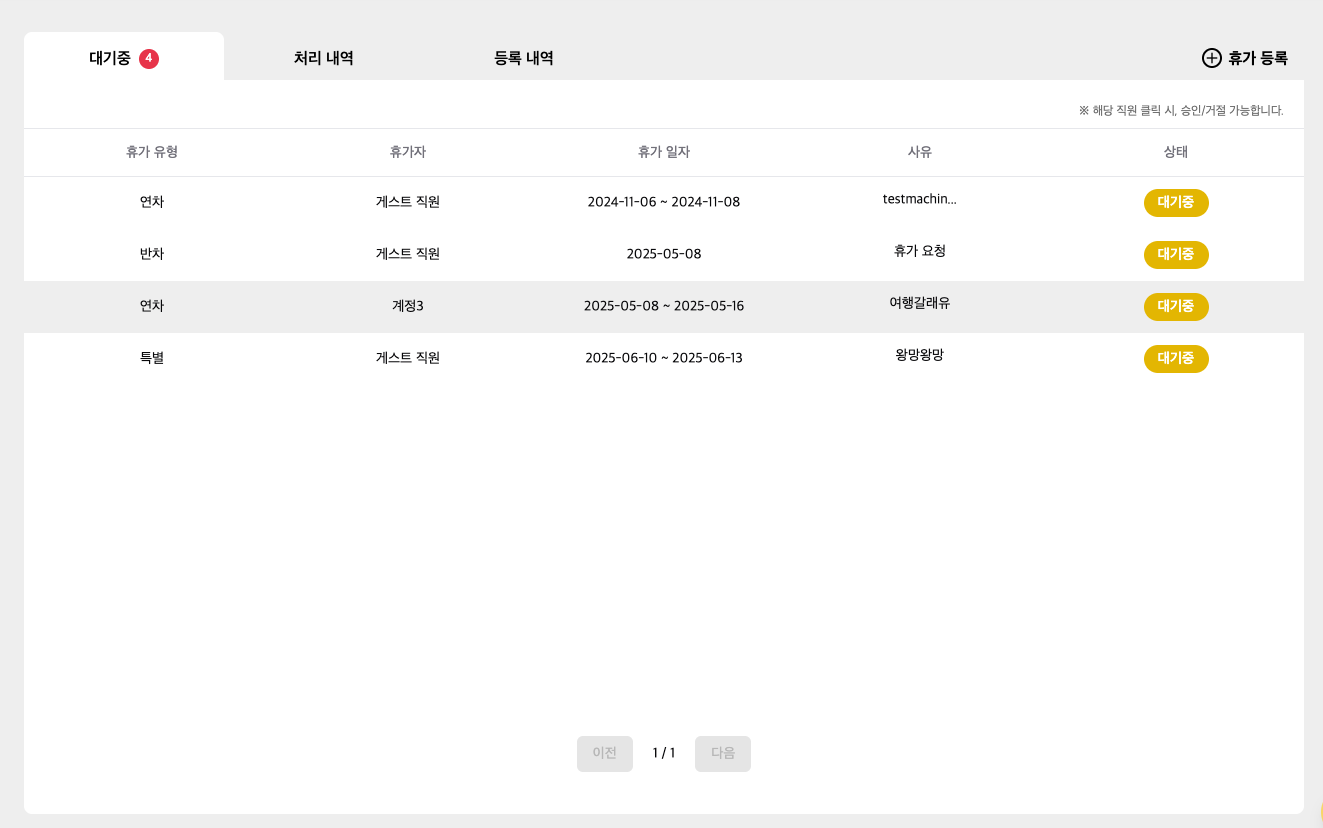 대기중 4 처리 내역 등록 내역 휴가 등록
※ 해당 직원 클릭 시, 승인/거절 가능합니다.
휴가 유형 휴가자 휴가 일자 사유 상태
연차 게스트 직원 2024-11-06 ~ 2024-11-08 testmachin... 대기중
반차 게스트 직원 2025-05-08 휴가 요청 대기중
연차 계정3 2025-05-08 ~ 2025-05-16 여행갈래유 대기중
특별 게스트 직원 2025-06-10 ~ 2025-06-13 왕망왕망 대기중
이전 1 / 1 다음